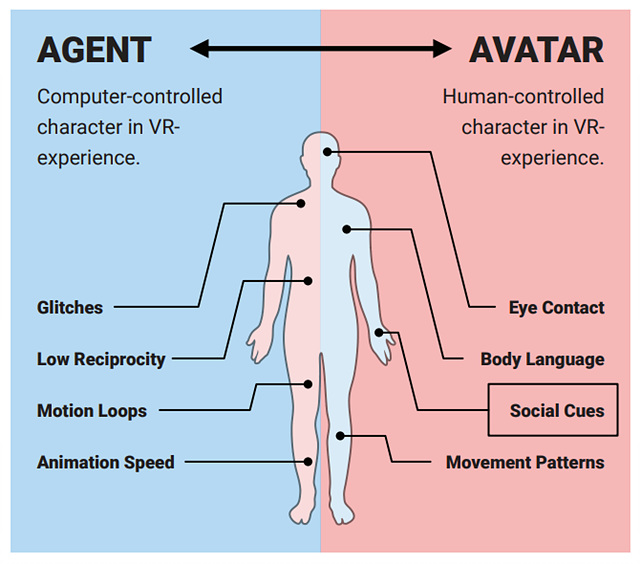 AGENT
AVATAR
Computer-controlled
character in VR-
experience.
Human-controlled
character in VR-
experience.
Glitches
Low Reciprocity
Motion Loops
Animation Speed
Eye Contact
Body Language
Social Cues
Movement Patterns